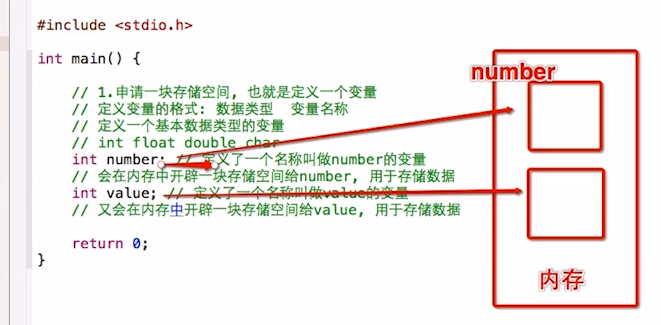 #include <stdio.h>
int main() {
// 1.申请一块存储空间, 也就是定义一个变量
// 定义变量的格式: 数据类型 变量名称
// 定义一个基本数据类型的变量
// int float double char
int number; // 定义了一个名称叫做number的变量
// 会在内存中开辟一块存储空间给number, 用于存储数据
int value; // 定义了一个名称叫做value的变量
// 又会在内存中开辟一块存储空间给value, 用于存储数据
return 0;
}
number
内存